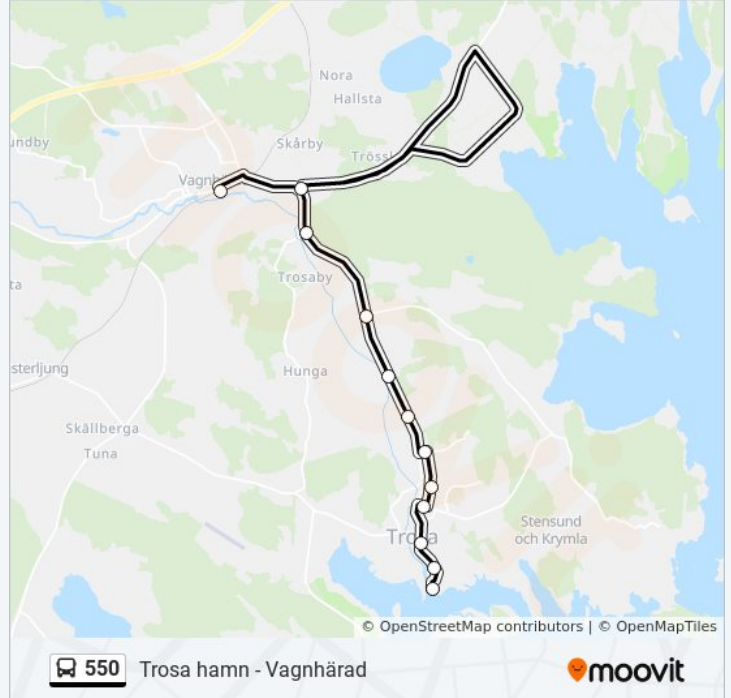 Nora
Hallsta
undby
Skårby
Tröss
Vagnh
Trosaby
ta
sterljung
Hunga
Skållberga
Tuna
Stensund
och Krymla
Trosa
© OpenStreetMap contributors | © OpenMapTiles
550 Trosa hamn - Vagnhärad
moovit